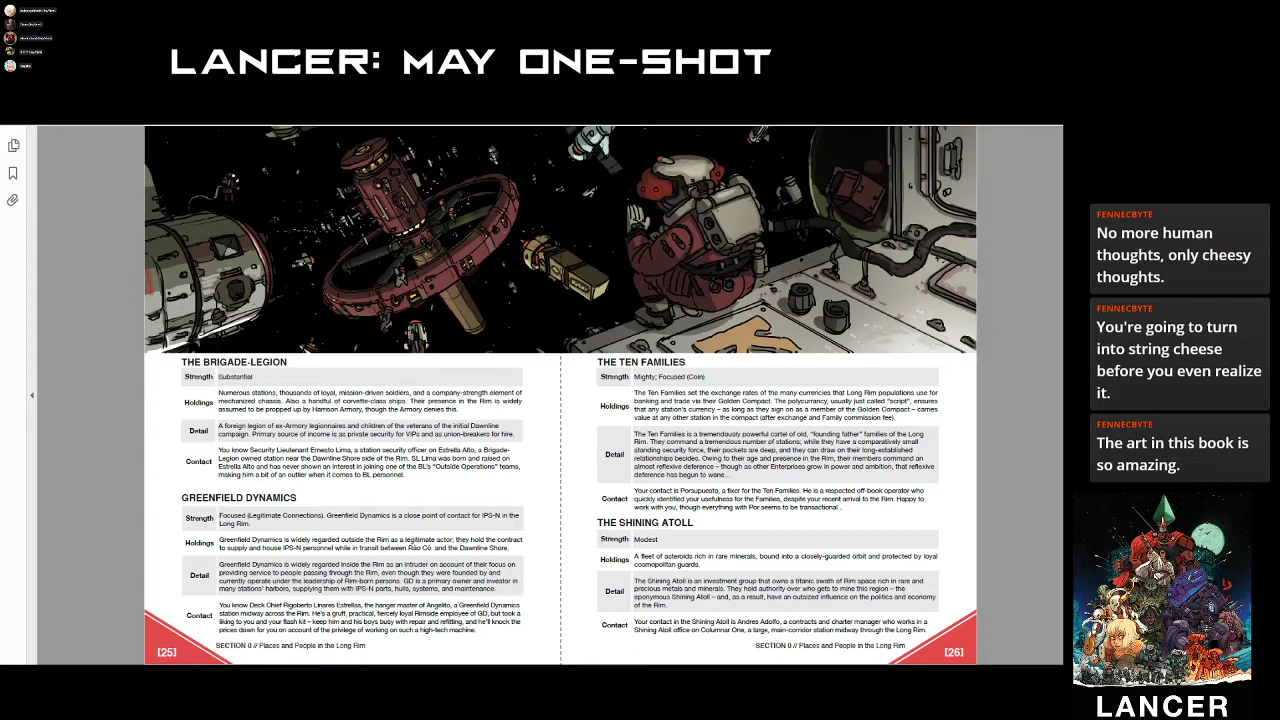 LANCER: MAY ONE-SHOT
THE BRIGADE-LEGION
Strength Substantial
Holdings Numerous stations, thousands of loyal, mission-driven soldiers, and a company-strength element of
mechanized chassis. Also a handful of corvette-class ships. Their presence in the Rim is widely
assumed to be propped up by Harrison Armory, though the Armory denies this.
Detail A foreign legion of ex-Armory legionnaires and children of the veterans of the initial Dawnline
campaign. Primary source of income is as private security for VIPs and as union-breakers for hire.
Contact You know Security Lieutenant Ernesto Lima, a station security officer on Estrella Alto, a Brigade-
Legion owned station near the Dawnline Shore side of the Rim. SL Lima was born and raised on
Estrella Alto and has never shown an interest in joining one of the BL's "Outside Operations" teams,
making him a bit of an outlier when it comes to BL personnel.
GREENFIELD DYNAMICS
Strength Focused (Legitimate Connections). Greenfield Dynamics is a close point of contact for IPS-N in the
Long Rim.
Holdings Greenfield Dynamics is widely regarded outside the Rim as a legitimate actor; they hold the contract
to supply and house IPS-N personnel while in transit between Rào Cô and the Dawnline Shore.
Detail Greenfield Dynamics is widely regarded inside the Rim as an intruder on account of their focus on
providing service to people passing through the Rim, even though they were founded by and
currently operate under the leadership of Rim-born persons. GD is a primary owner and investor in
many stations' harbors, supplying them with IPS-N parts, hulls, systems, and maintenance.
Contact You know Deck Chief Rigoberto Linares Estrellas, the hanger master of Angelito, a Greenfield Dynamics
station midway across the Rim. He's a gruff, practical, fiercely loyal Rimside employee of GD, but took a
liking to you and your flash kit – keep him and his boys busy with repair and refitting, and he'll knock the
prices down for you on account of the privilege of working on such a high-tech machine.
[25] SECTION 0 // Places and People in the Long Rim
THE TEN FAMILIES
Strength Mighty; Focused (Coin)
Holdings The Ten Families set the exchange rates of the many currencies that Long Rim populations use for
banking and trade via their Golden Compact. The polycurrency, usually just called "script", ensures
that any station's currency – as long as they sign on as a member of the Golden Compact – carries
value at any other station in the compact (after exchange and Family commission fee).
Detail The Ten Families is a tremendously powerful cartel of old, "founding father" families of the Long
Rim. They command a tremendous number of stations; while they have a comparatively small
standing security force, their pockets are deep, and they can draw on their long-established
relationships besides. Owing to their age and presence in the Rim, their members command an
almost reflexive deference – though as other Enterprises grow in power and ambition, that reflexive
deference has begun to wane...
Contact Your contact is Porsupuesto, a fixer for the Ten Families. He is a respected off-book operator who
quickly identified your usefulness for the Families, despite your recent arrival to the Rim. Happy to
work with you, though everything with Por seems to be transactional...
THE SHINING ATOLL
Strength Modest
Holdings A fleet of asteroids rich in rare minerals, bound into a closely-guarded orbit and protected by loyal
cosmopolitan guards.
Detail The Shining Atoll is an investment group that owns a titanic swath of Rim space rich in rare and
precious metals and minerals. They hold authority over who gets to mine this region – the
eponymous Shining Atoll – and, as a result, have an outsized influence on the politics and economy
of the Rim.
Contact Your contact in the Shining Atoll is Andres Adolfo, a contracts and charter manager who works in a
Shining Atoll office on Columnar One, a large, main-corridor station midway through the Rim.
SECTION 0 // Places and People in the Long Rim [26]
FENNECBYTE
No more human
thoughts, only cheesy
thoughts.
FENNECBYTE
You're going to turn
into string cheese
before you even realize
it.
FENNECBYTE
The art in this book is
so amazing.
LANCER